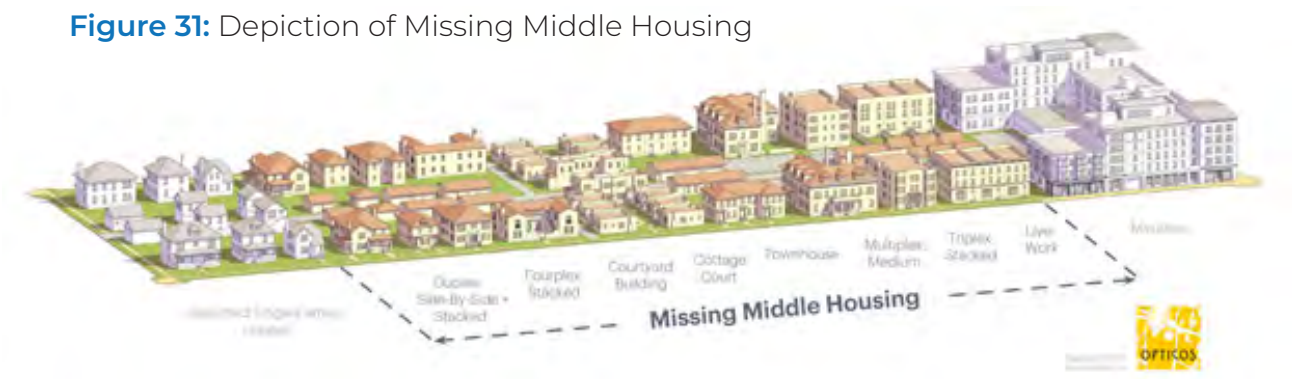 Figure 31: Depiction of Missing Middle Housing
Duplex
Side-By-Side +
Stacked
Fourplex
Stacked
Courtyard
Building
Cottage
Court
Townhouse
Multiplex
Medium
Triplex
Stacked
Live
Work
Missing Middle Housing
OPTICOS